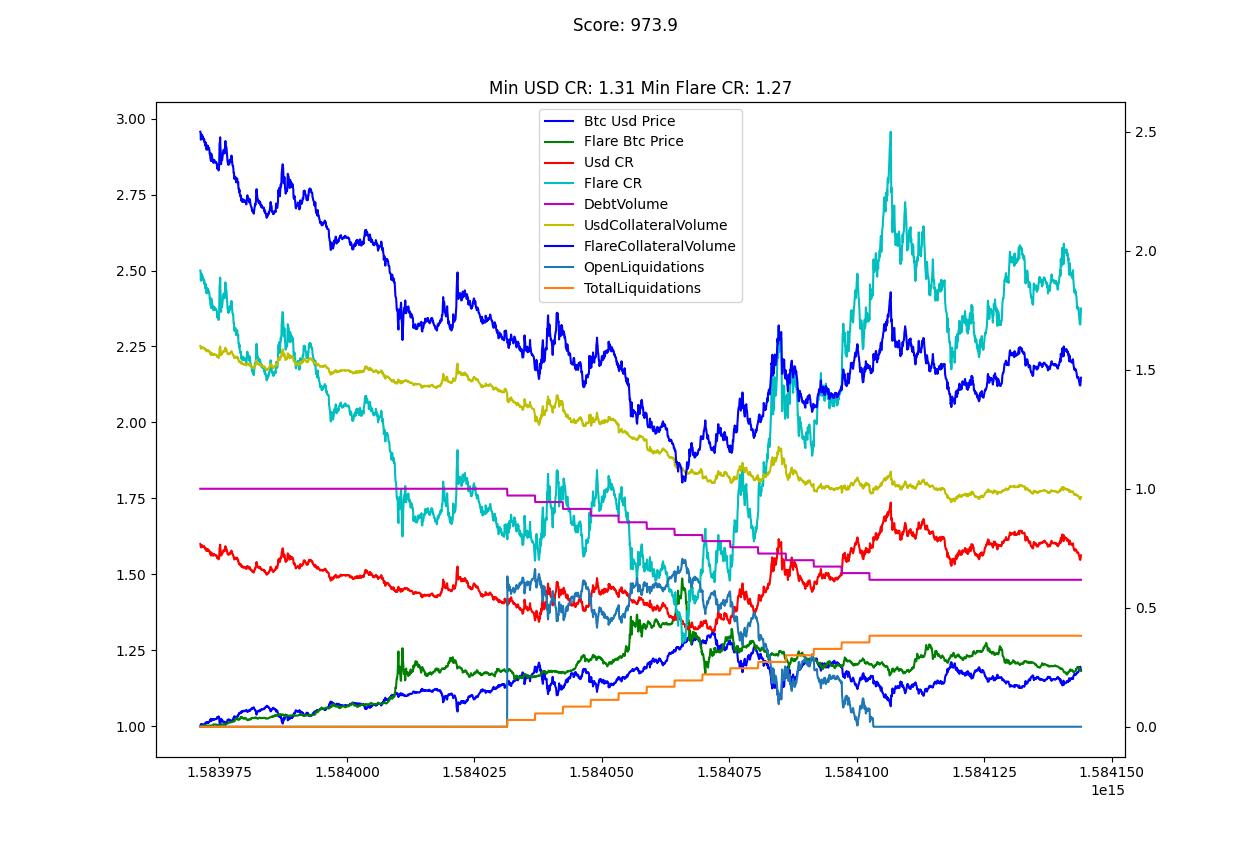 Score: 973.9
Min USD CR: 1.31 Min Flare CR: 1.27
Btc Usd Price
Flare Btc Price
Usd CR
Flare CR
DebtVolume
UsdCollateralVolume
FlareCollateralVolume
OpenLiquidations
TotalLiquidations
3.00
2.75
2.50
2.25
2.00
1.75
1.50
1.25
1.00
2.5
2.0
1.5
1.0
0.5
0.0
1.583975
1.584000
1.584025
1.584050
1.584075
1.584100
1.584125
1.584150
1e15